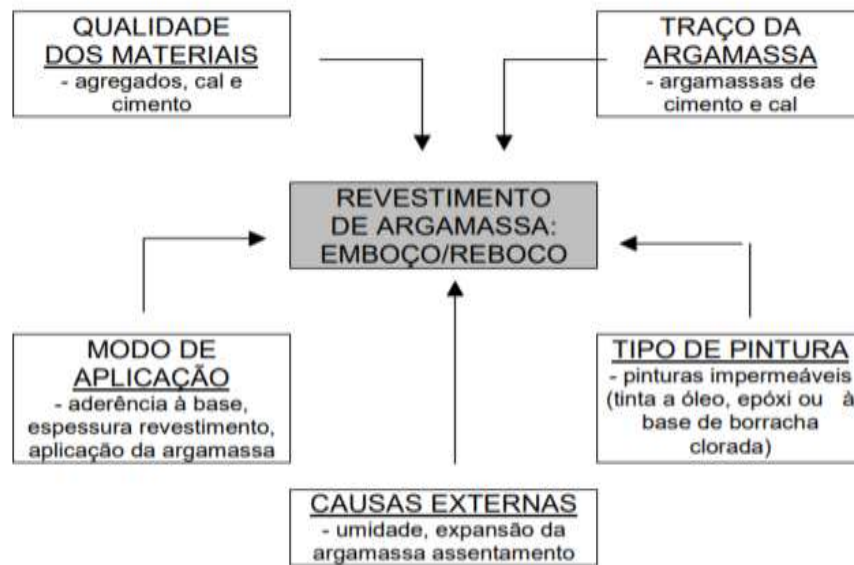 QUALIDADE
DOS MATERIAIS
- agregados, cal e
cimento
TRAÇO DA
ARGAMASSA
- argamassas de
cimento e cal
REVESTIMENTO
DE ARGAMASSA:
EMBOÇO/REBOCO
MODO DE
APLICAÇÃO
- aderência à base,
espessura revestimento,
aplicação da argamassa
TIPO DE PINTURA
- pinturas impermeáveis
(tinta a óleo, epóxi ou à
base de borracha
clorada)
CAUSAS EXTERNAS
- umidade, expansão da
argamassa assentamento